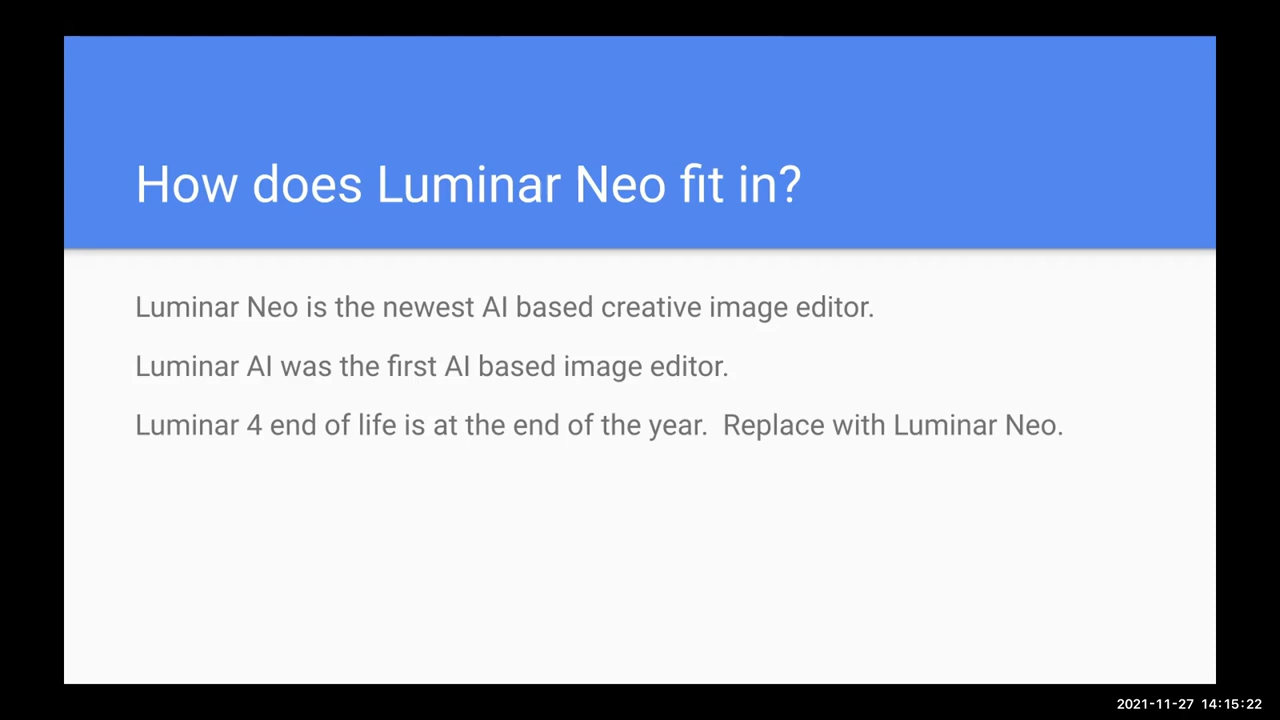 How does Luminar Neo fit in?
Luminar Neo is the newest AI based creative image editor.
Luminar AI was the first AI based image editor.
Luminar 4 end of life is at the end of the year.  Replace with Luminar Neo.
2021-11-27 14:15:22